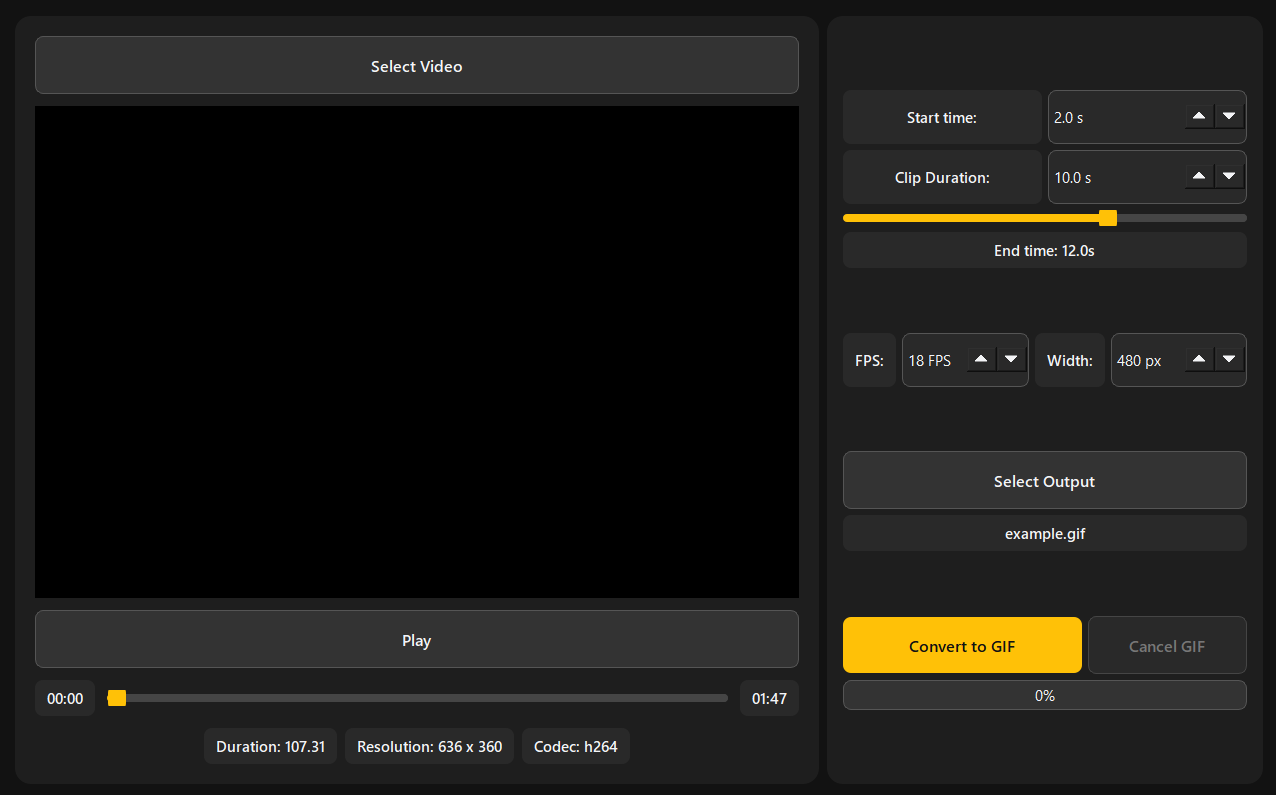 Select Video
Play
00:00
01:47
Duration: 107.31
Resolution: 636 x 360
Codec: h264
Start time:
2.0 s
Clip Duration:
10.0 s
End time: 12.0s
FPS:
18 FPS
Width:
480 px
Select Output
example.gif
Convert to GIF
Cancel GIF
0%